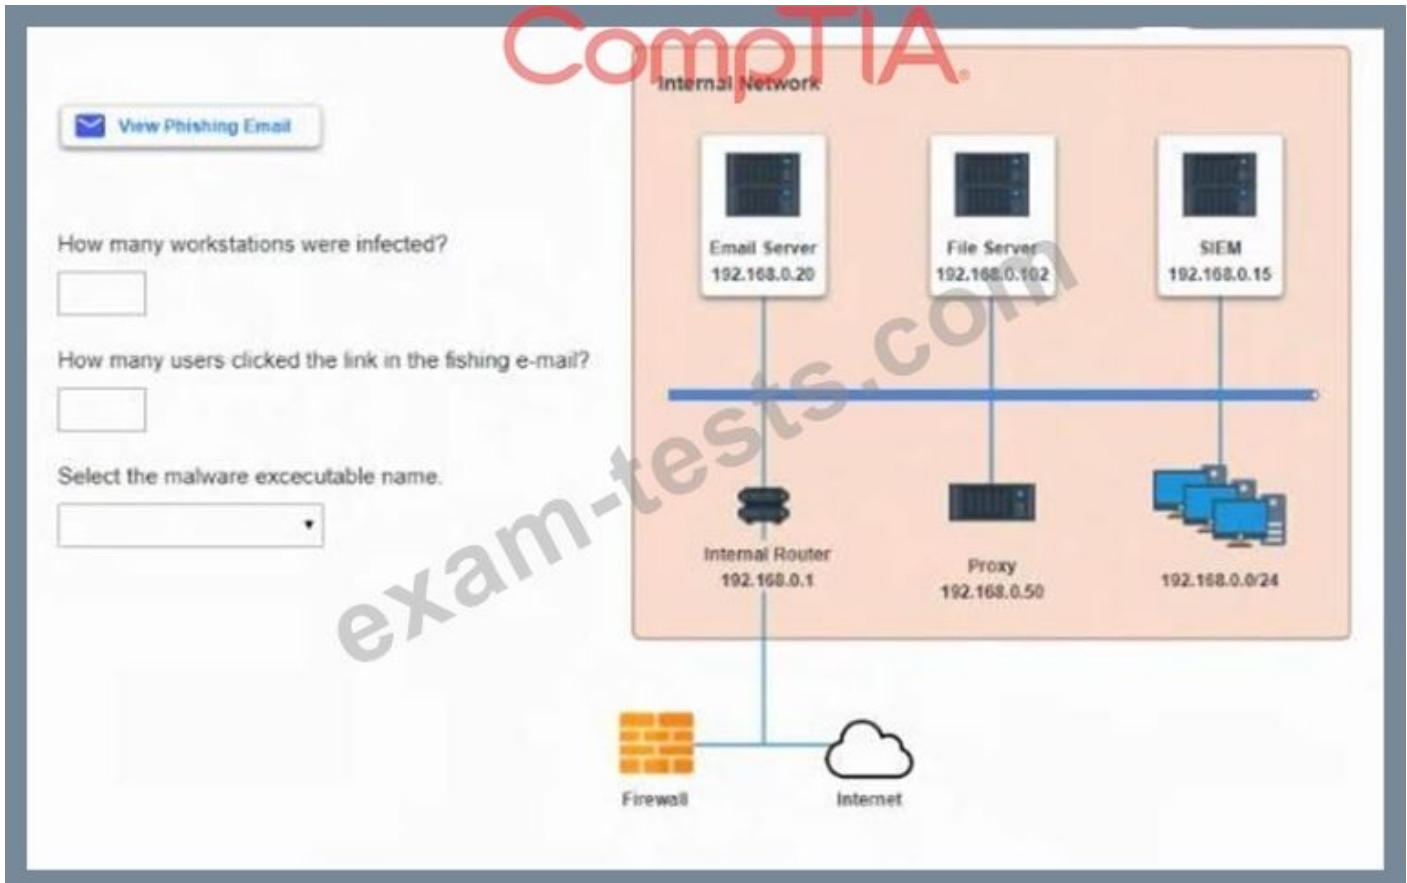 CompTIA.
View Phishing Email
How many workstations were infected?
How many users clicked the link in the fishing e-mail?
Select the malware excecutable name.
Internal Network
Email Server
192.168.0.20
File Server
192.168.0.102
SIEM
192.168.0.15
Internal Router
192.168.0.1
Proxy
192.168.0.50
192.168.0.0/24
Firewall
Internet
exam-tests.com